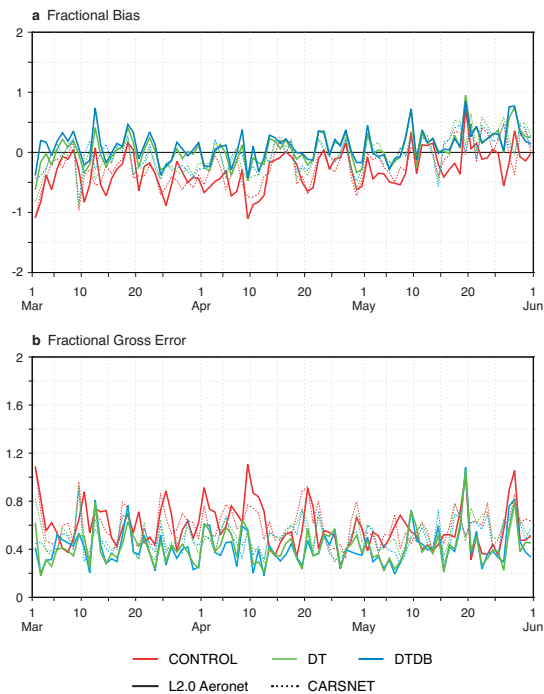 a Fractional Bias
2
1
0
-1
-2
1 10 20 1 10 20 1 10 20 1
Mar Apr May Jun
b Fractional Gross Error
2
1.6
1.2
0.8
0.4
0
1 10 20 1 10 20 1 10 20 1
Mar Apr May Jun
CONTROL DT DTDB
L2.0 Aeronet CARSNET